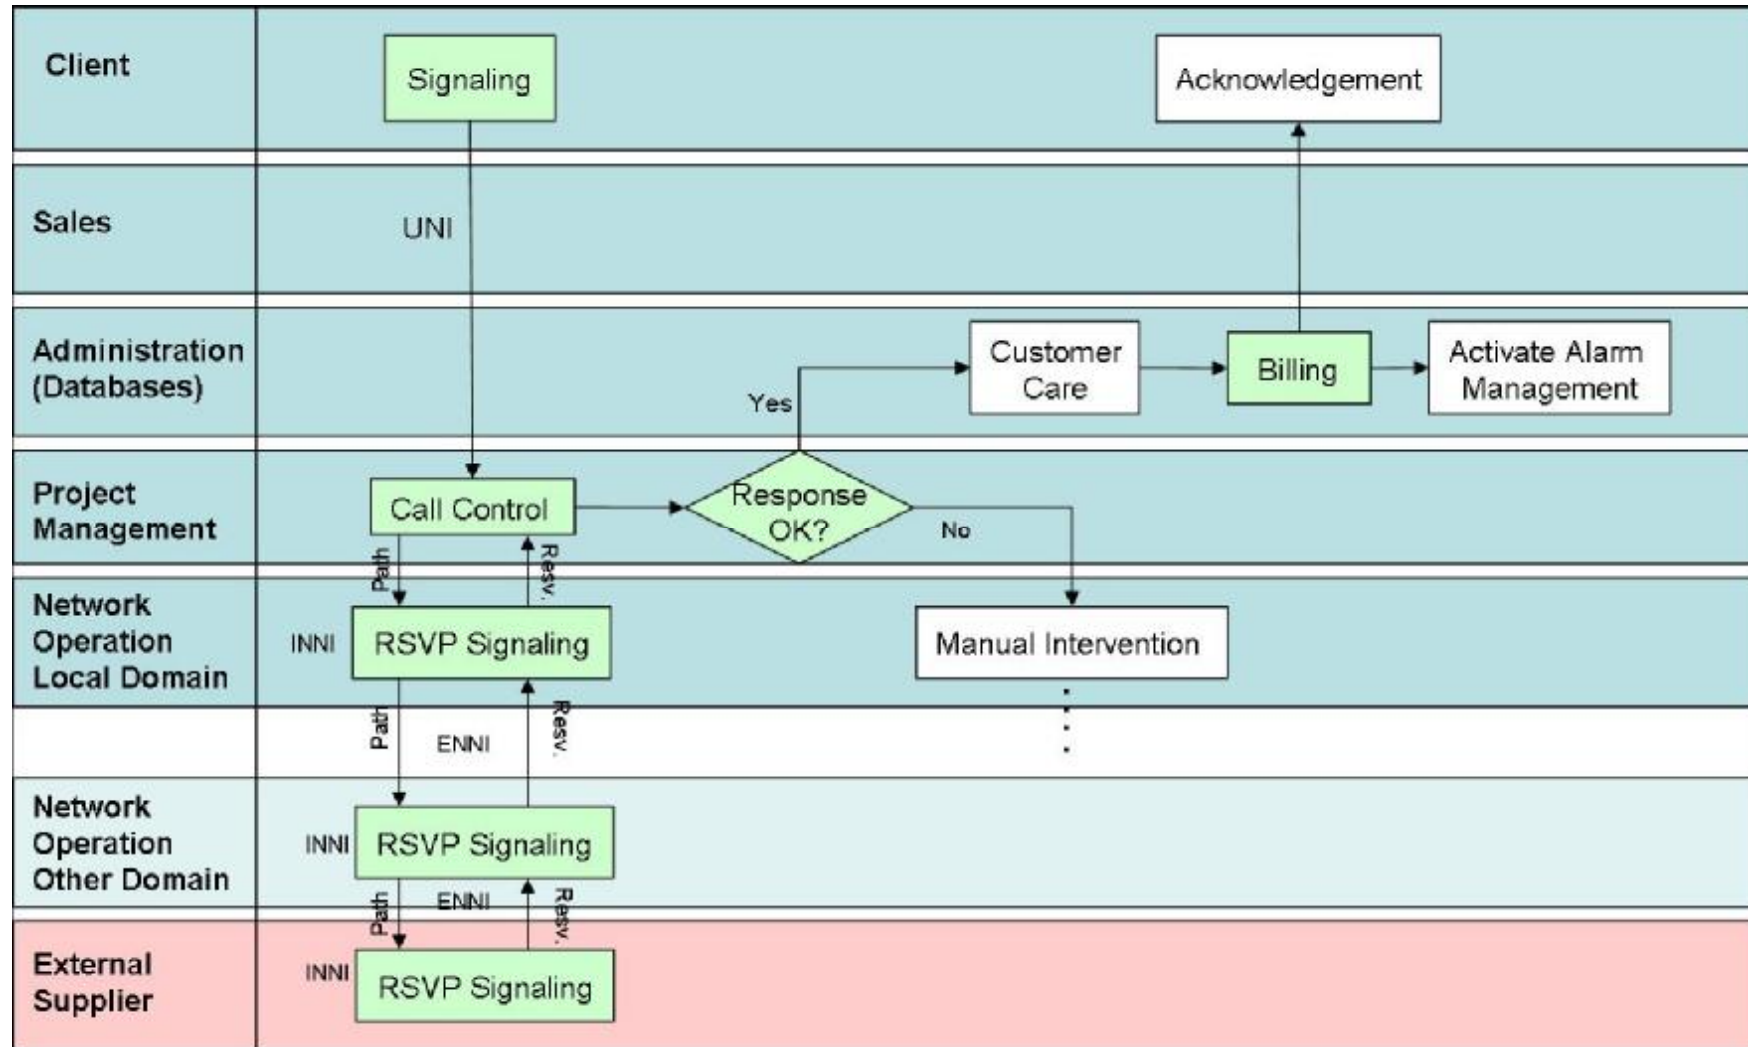 Client
Signaling
Acknowledgement
Sales
UNI
Administration
(Databases)
Yes
Customer
Care
Billing
Activate Alarm
Management
Project
Management
Call Control
Response
OK?
No
Path
Resv.
Network
Operation
Local Domain
INNI
RSVP Signaling
Manual Intervention
Path
ENNI
Resv.
Network
Operation
Other Domain
INNI
RSVP Signaling
Path
ENNI
Resv.
External
Supplier
INNI
RSVP Signaling